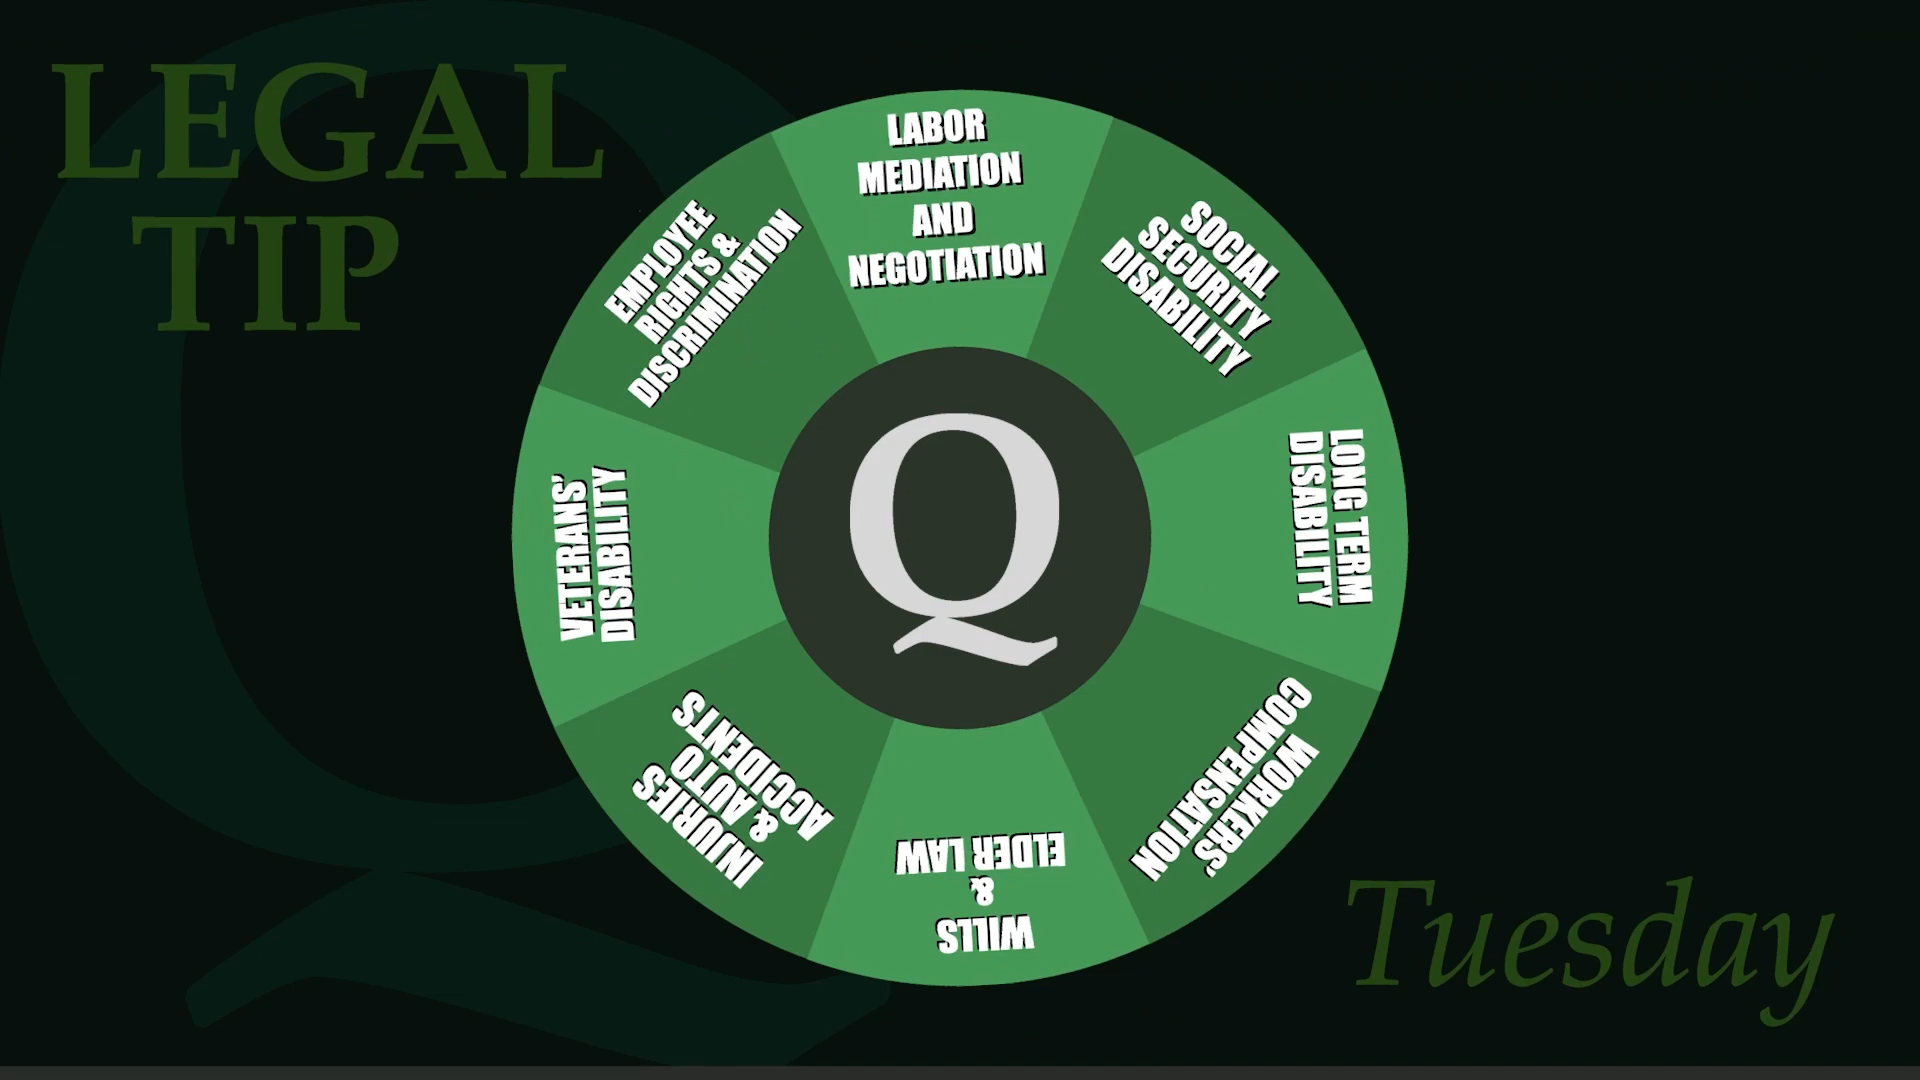 LEGAL
TIP
LABOR
MEDIATION
AND
NEGOTIATION
SOCIAL
SECURITY
DISABILITY
LONG TERM
DISABILITY
WORKERS'
COMPENSATION
WILLS
&
ELDER LAW
INJURIES
& AUTO
ACCIDENTS
VETERANS'
DISABILITY
EMPLOYEE
RIGHTS &
DISCRIMINATION
Q
Tuesday